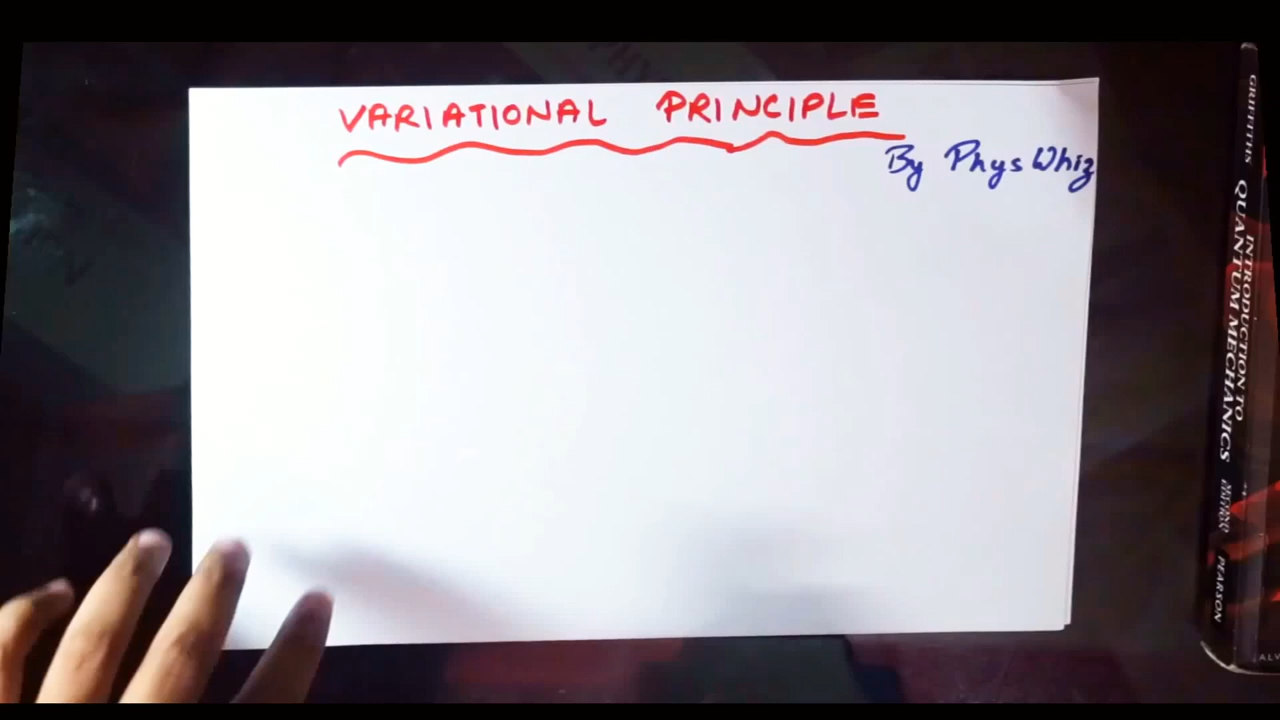 VARIATIONAL PRINCIPLE
By PhysWhiz
GRIFFITHS
INTRODUCTION TO
QUANTUM MECHANICS
PEARSON